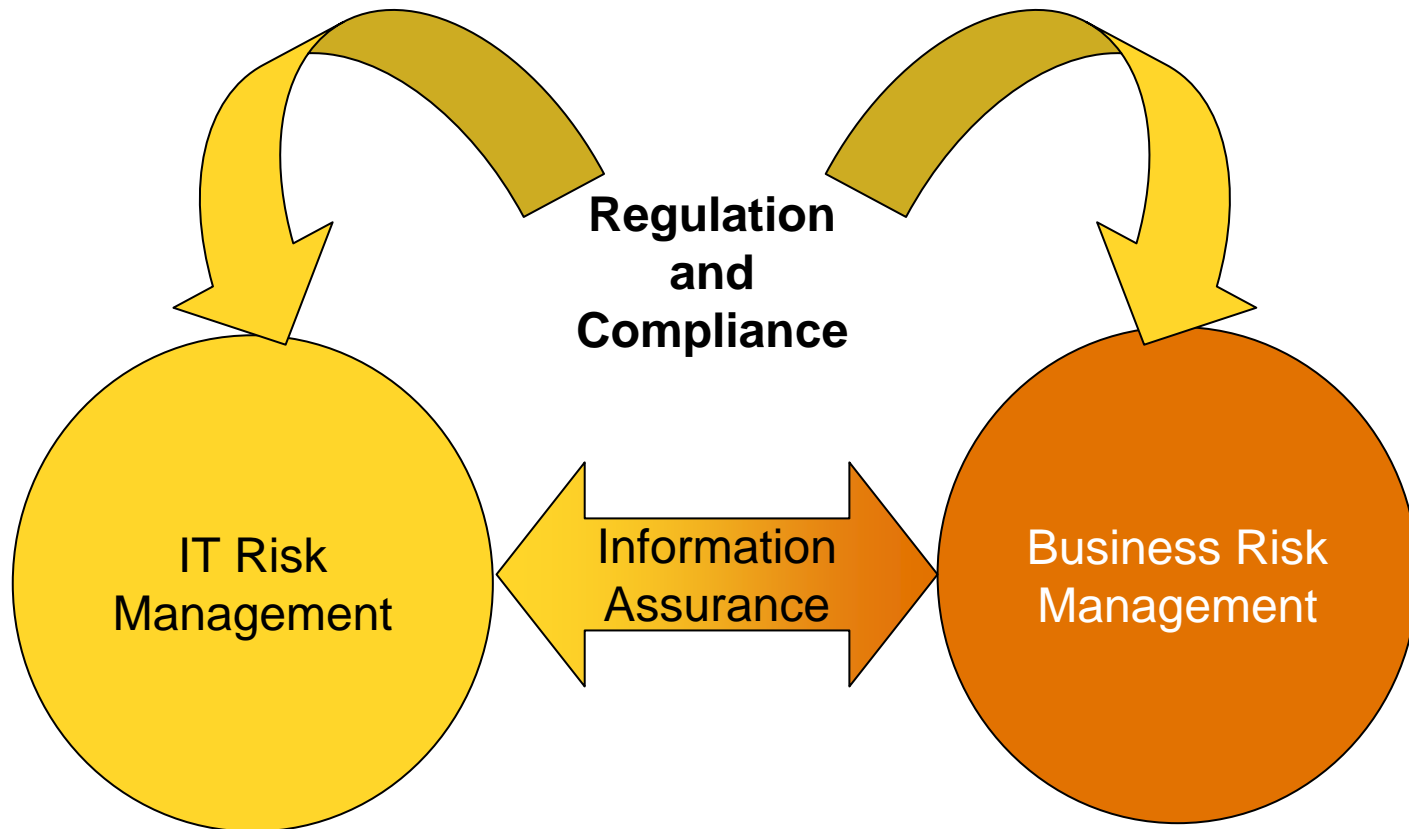 Regulation
and
Compliance
IT Risk
Management
Information
Assurance
Business Risk
Management